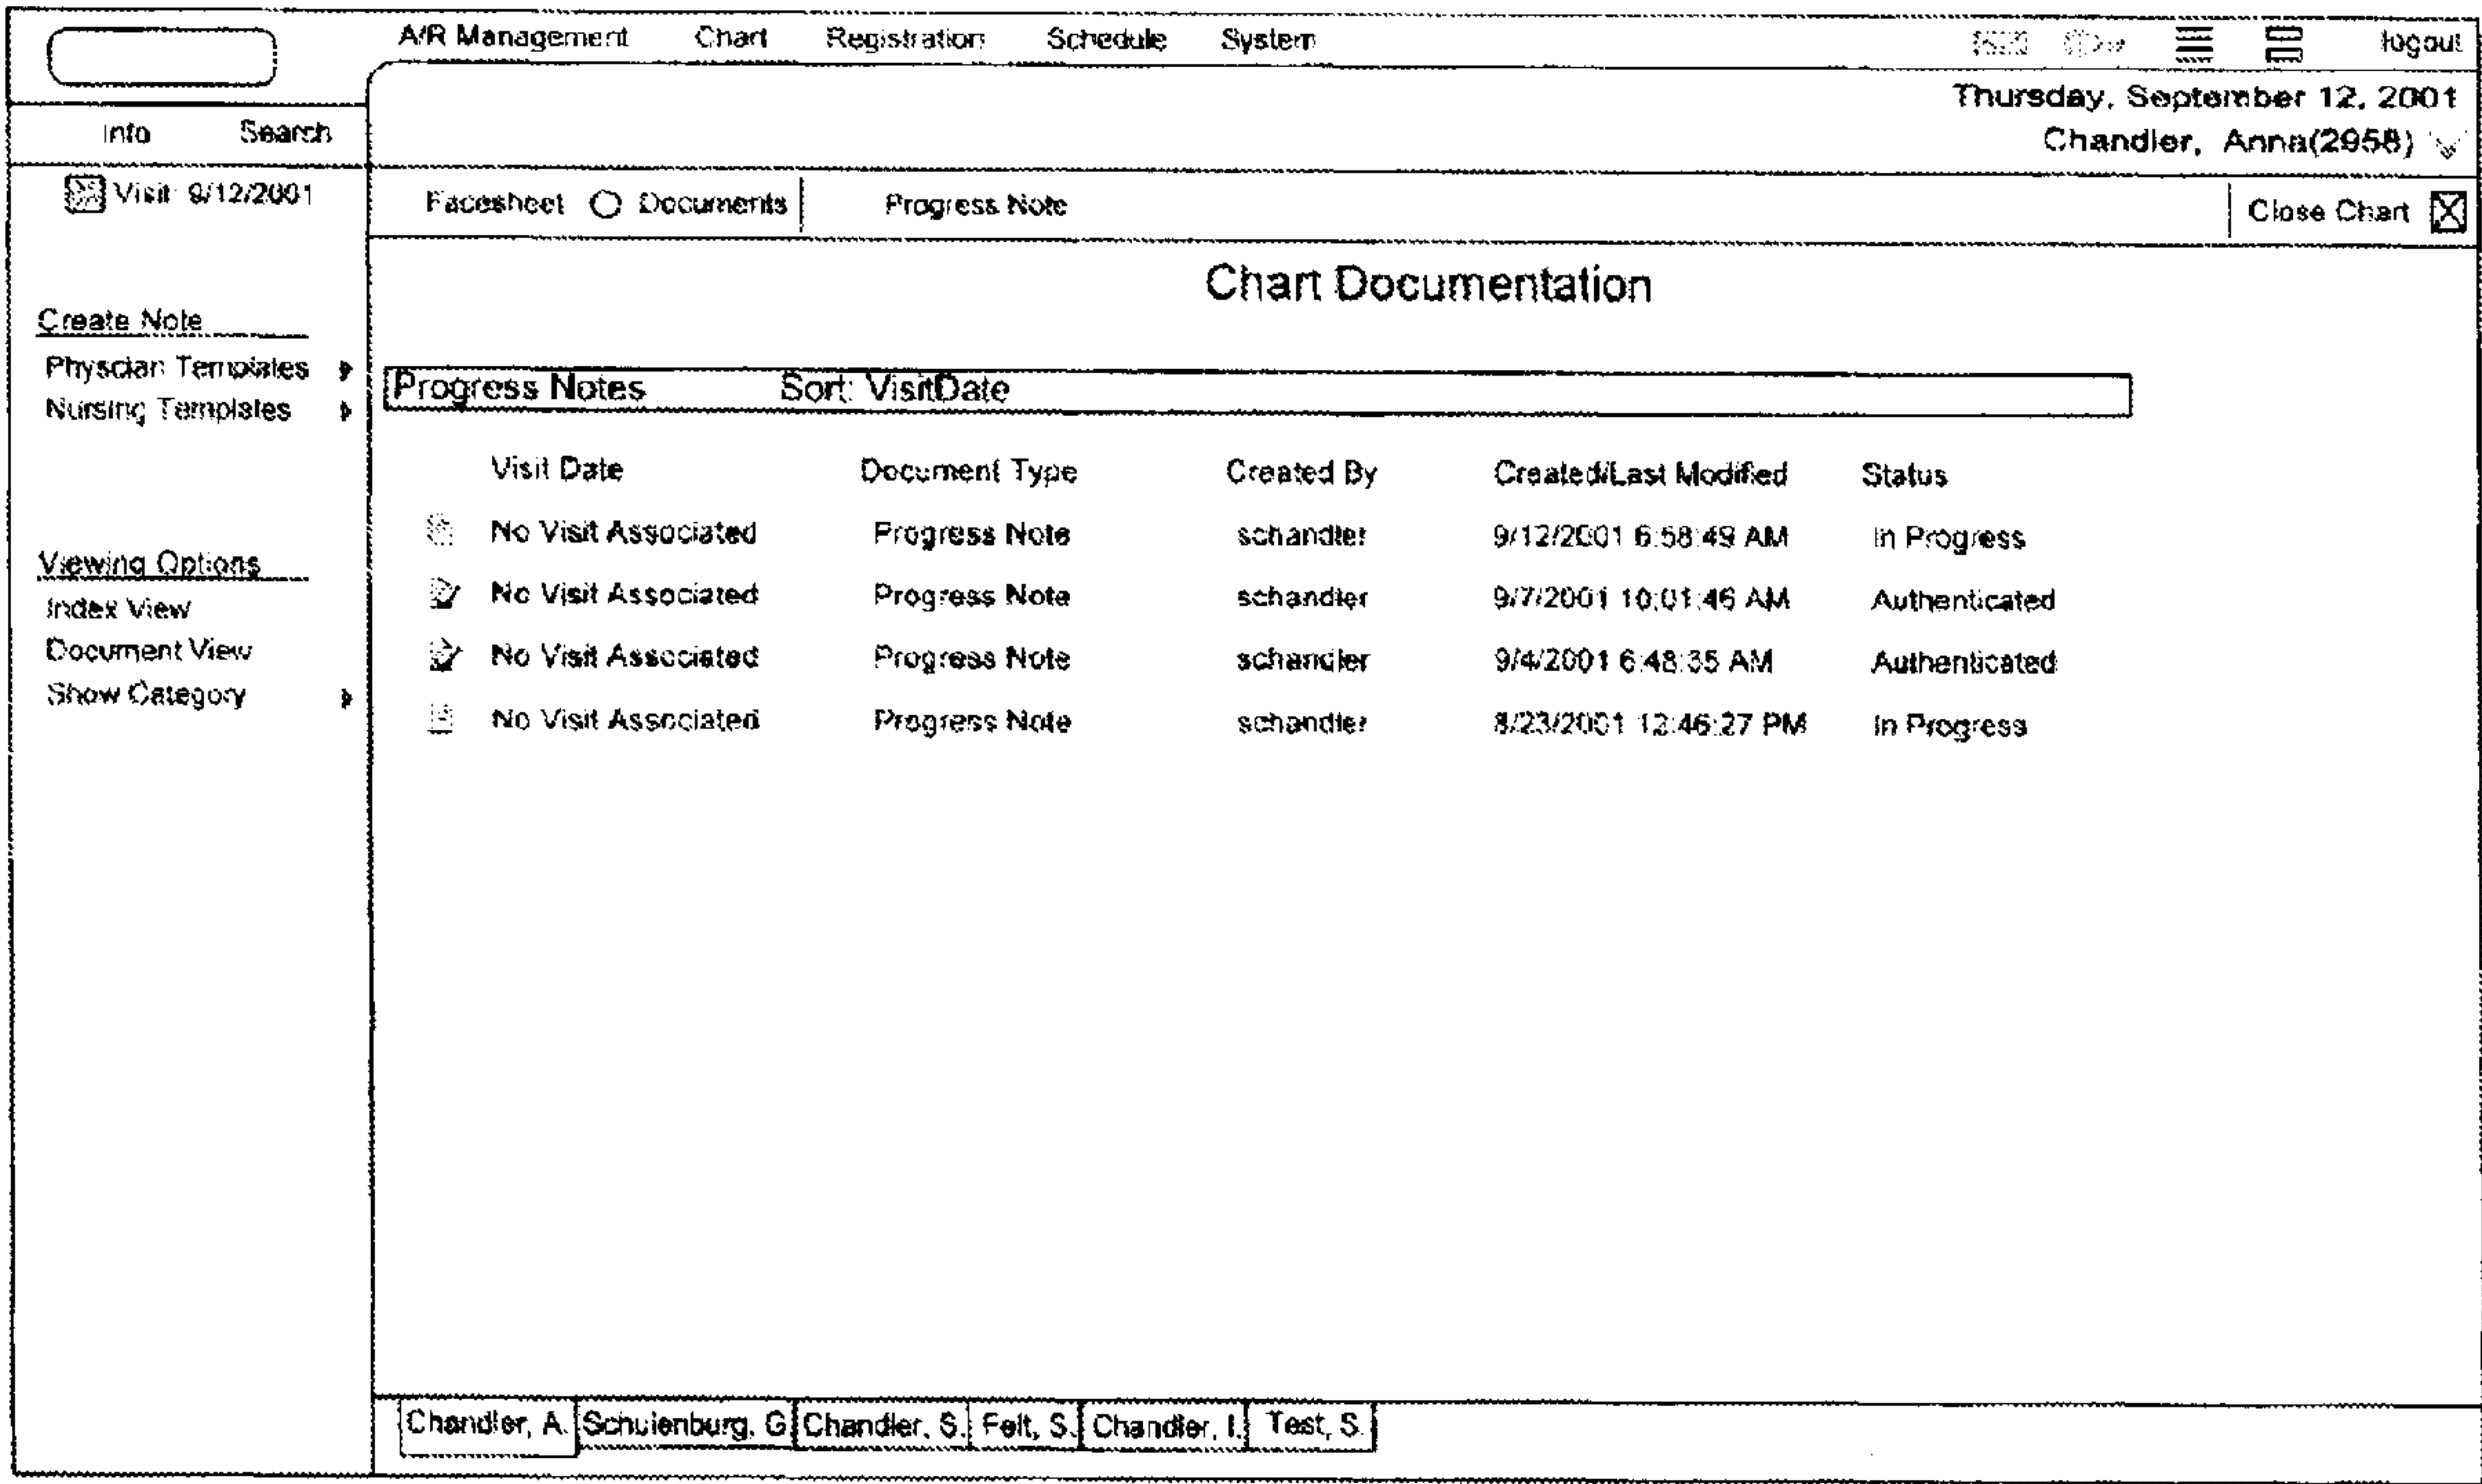 A/R Management Chart Registration Schedule System logout
Thursday, September 12, 2001
Info Search
Chandler, Anna(2958)
Visit: 9/12/2001
Facesheet Documents Progress Note Close Chart
Chart Documentation
Create Note
Physcian Templates
Nursing Templates
Progress Notes Sort: VisitDate
Visit Date Document Type Created By Created/Last Modified Status
No Visit Associated Progress Note schandler 9/12/2001 6:58:49 AM In Progress
No Visit Associated Progress Note schandler 9/7/2001 10:01:46 AM Authenticated
No Visit Associated Progress Note schandler 9/4/2001 6:48:35 AM Authenticated
No Visit Associated Progress Note schandler 8/23/2001 12:46:27 PM In Progress
Viewing Options
Index View
Document View
Show Category
Chandler, A. Schulenburg, G Chandler, S. Felt, S. Chandler, I. Test, S.